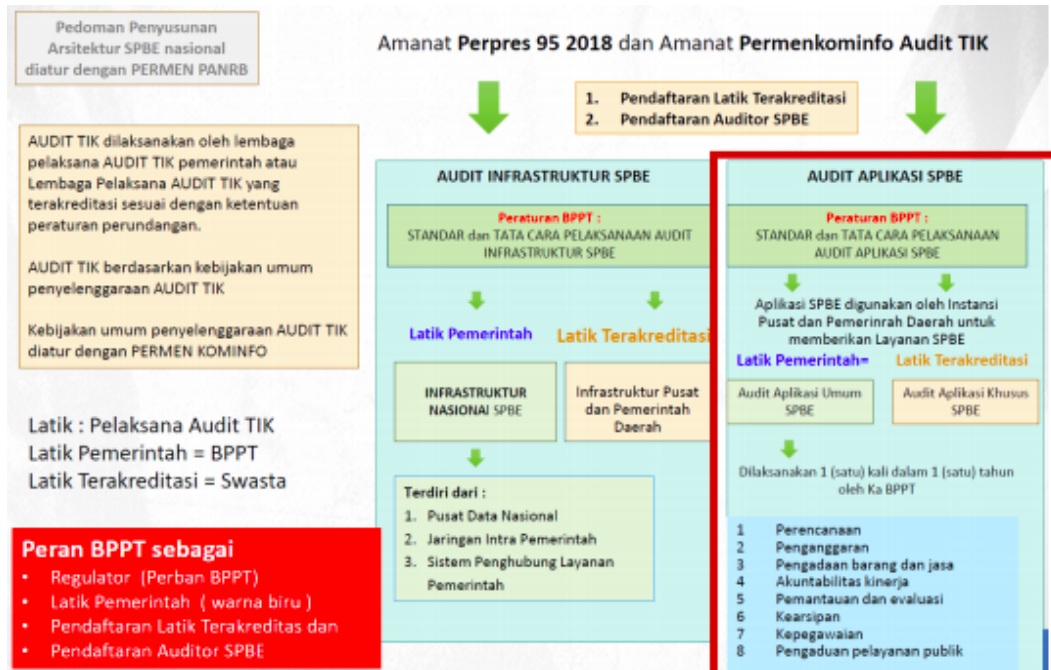 Pedoman Penyusunan
Arsitektur SPBE nasional
diatur dengan PERMEN PANRB
Amanat Perpres 95 2018 dan Amanat Permenkominfo Audit TIK
1. Pendaftaran Latik Terakreditasi
2. Pendaftaran Auditor SPBE
AUDIT TIK dilaksanakan oleh lembaga
pelaksana AUDIT TIK pemerintah atau
Lembaga Pelaksana AUDIT TIK yang
terakreditasi sesuai dengan ketentuan
peraturan perundangan.
AUDIT TIK berdasarkan kebijakan umum
penyelenggaraan AUDIT TIK
Kebijakan umum penyelenggaraan AUDIT TIK
diatur dengan PERMEN KOMINFO
Latik : Pelaksana Audit TIK
Latik Pemerintah = BPPT
Latik Terakreditasi = Swasta
Peran BPPT sebagai
• Regulator (Perban BPPT)
• Latik Pemerintah ( warna biru )
• Pendaftaran Latik Terakreditas dan
• Pendaftaran Auditor SPBE
AUDIT INFRASTRUKTUR SPBE
Peraturan BPPT :
STANDAR dan TATA CARA PELAKSANAAN AUDIT
INFRASTRUKTUR SPBE
Latik Pemerintah
Latik Terakreditasi
INFRASTRUKTUR
NASIONAl SPBE
Infrastruktur Pusat
dan Pemerintah
Daerah
Terdiri dari :
1. Pusat Data Nasional
2. Jaringan Intra Pemerintah
3. Sistem Penghubung Layanan
Pemerintah
AUDIT APLIKASI SPBE
Peraturan BPPT :
STANDAR dan TATA CARA PELAKSANAAN
AUDIT APLIKASI SPBE
Aplikasi SPBE digunakan oleh Instansi
Pusat dan Pemerinrah Daerah untuk
memberikan Layanan SPBE
Latik Pemerintah=
Latik Terakreditasi
Audit Aplikasi Umum
SPBE
Audit Aplikasi Khusus
SPBE
Dilaksanakan 1 (satu) kali dalam 1 (satu) tahun
oleh Ka BPPT
1 Perencanaan
2 Penganggaran
3 Pengadaan barang dan jasa
4 Akuntabilitas kinerja
5 Pemantauan dan evaluasi
6 Kearsipan
7 Kepegawaian
8 Pengaduan pelayanan publik